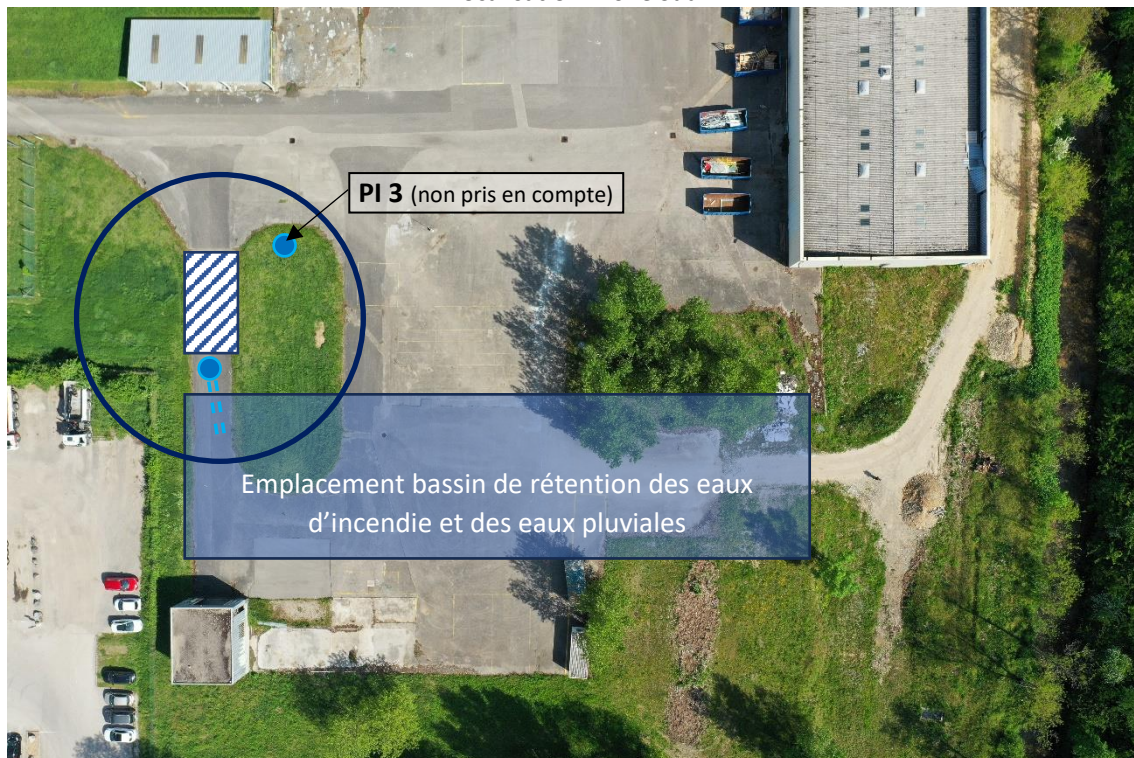 PI 3 (non pris en compte)
Emplacement bassin de rétention des eaux
d’incendie et des eaux pluviales